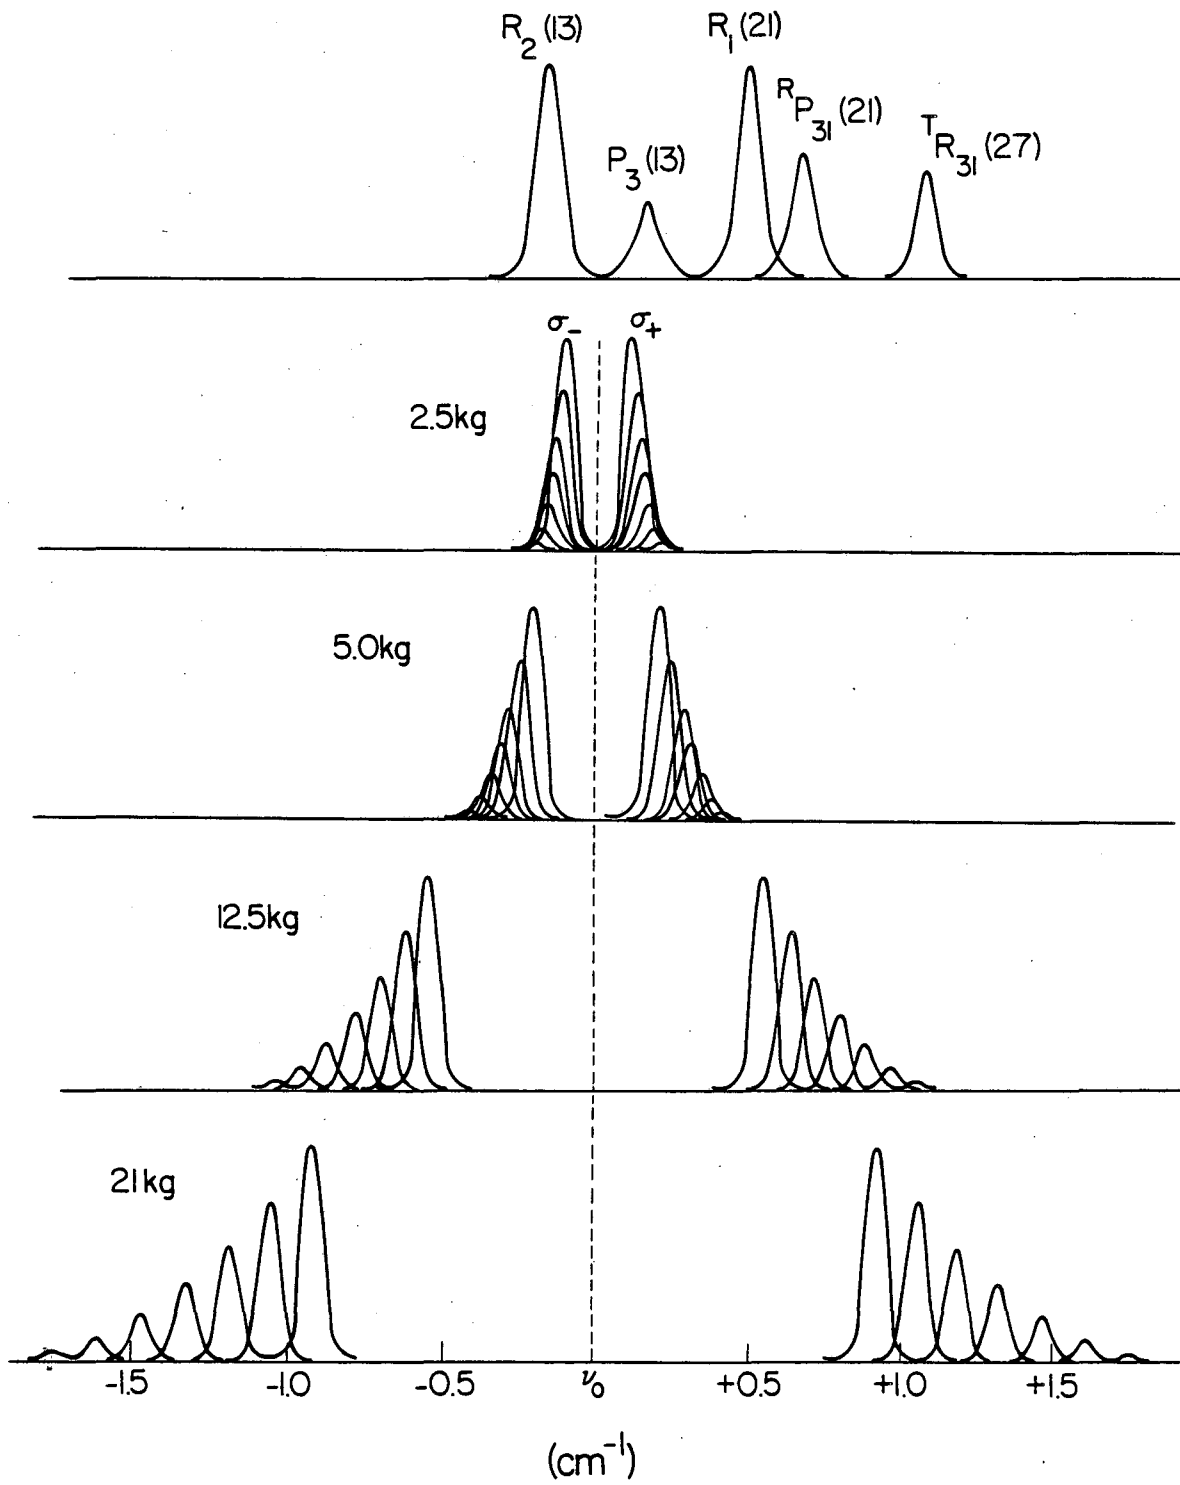 R₂(13)
R₁(21)
ᴿP₃₁(21)
P₃(13)
ᵀR₃₁(27)
σ₋
σ₊
2.5kg
5.0kg
12.5kg
21kg
-1.5 -1.0 -0.5 ν₀ +0.5 +1.0 +1.5
(cm⁻¹)